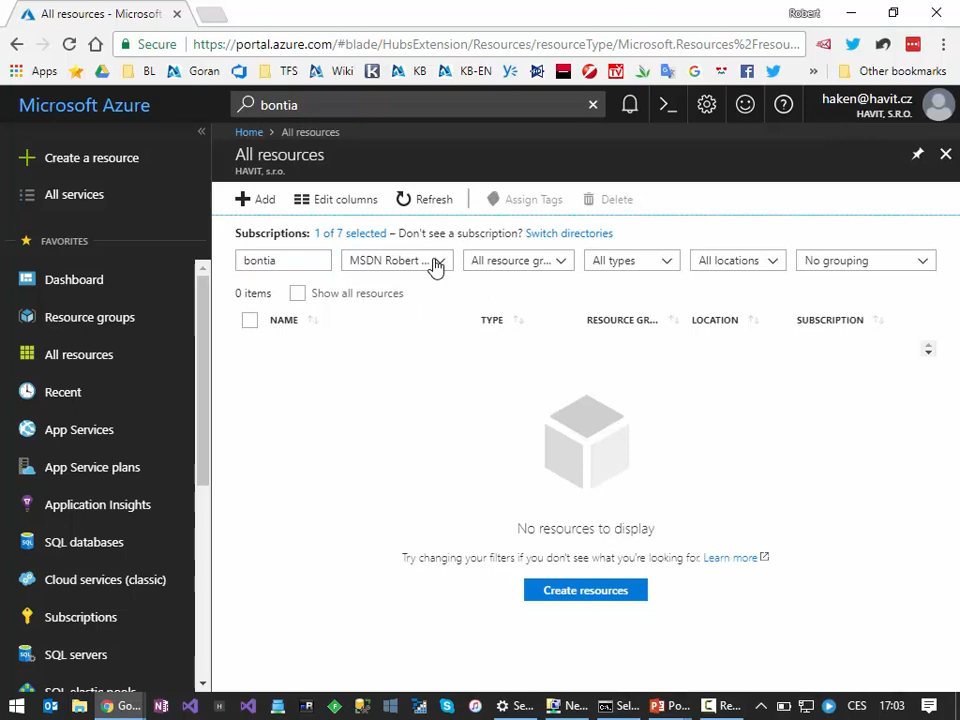 All resources - Microsoft
Robert
Secure
https://portal.azure.com/#blade/HubsExtension/Resources/resourceType/Microsoft.Resources%2Fresou...
Apps
BL
Goran
TFS
Wiki
KB
KB-EN
»
Other bookmarks
Microsoft Azure
bontia
haken@havit.cz
HAVIT, S.R.O.
Home > All resources
All resources
HAVIT, s.r.o.
Create a resource
All services
FAVORITES
Dashboard
Resource groups
All resources
Recent
App Services
App Service plans
Application Insights
SQL databases
Cloud services (classic)
Subscriptions
SQL servers
SQL elastic pools
Add
Edit columns
Refresh
Assign Tags
Delete
Subscriptions: 1 of 7 selected – Don't see a subscription? Switch directories
bontia
MSDN Robert ...
All resource gr...
All types
All locations
No grouping
0 items
Show all resources
NAME
TYPE
RESOURCE GR...
LOCATION
SUBSCRIPTION
No resources to display
Try changing your filters if you don't see what you're looking for. Learn more
Create resources
Go...
Se...
Ne...
Sel...
Po...
Re...
CES
17:03